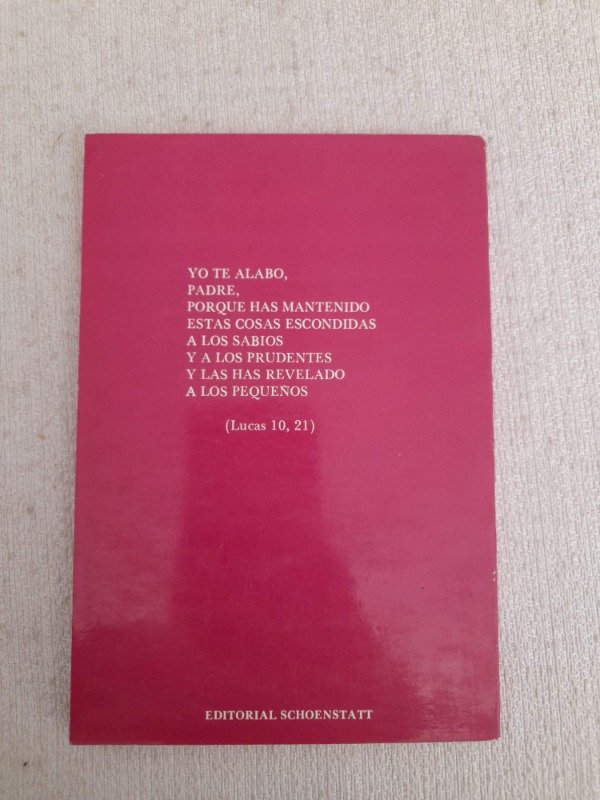 YO TE ALABO,
PADRE,
PORQUE HAS MANTENIDO
ESTAS COSAS ESCONDIDAS
A LOS SABIOS
Y A LOS PRUDENTES
Y LAS HAS REVELADO
A LOS PEQUEÑOS
(Lucas 10, 21)
EDITORIAL SCHOENSTATT